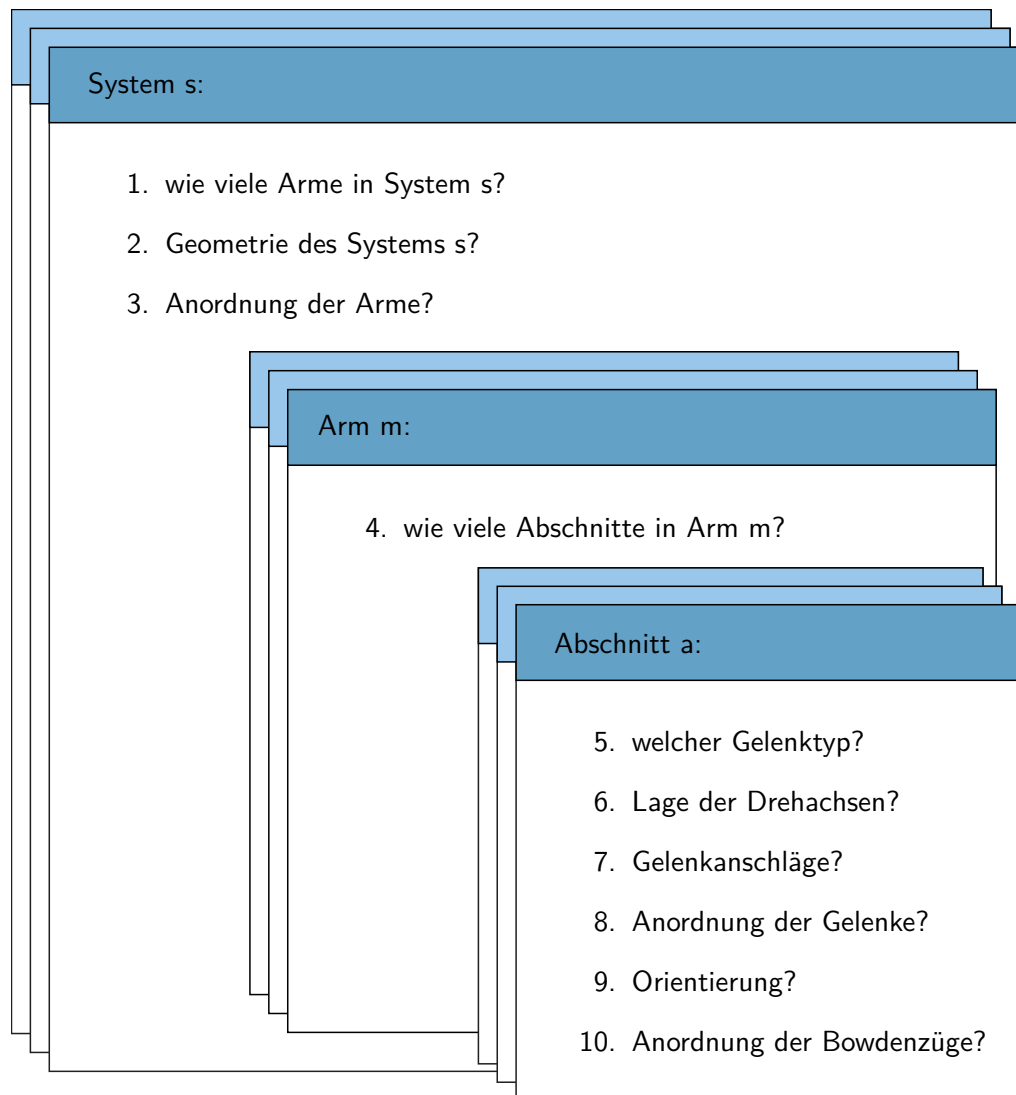 System s:
1. wie viele Arme in System s?
2. Geometrie des Systems s?
3. Anordnung der Arme?
Arm m:
4. wie viele Abschnitte in Arm m?
Abschnitt a:
5. welcher Gelenktyp?
6. Lage der Drehachsen?
7. Gelenkanschläge?
8. Anordnung der Gelenke?
9. Orientierung?
10. Anordnung der Bowdenzüge?